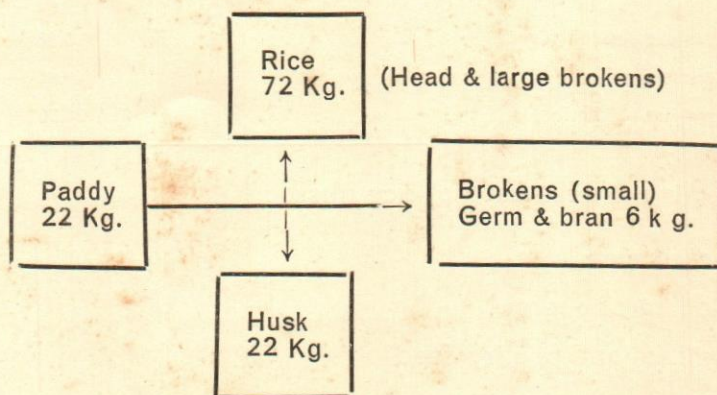 Rice
72 Kg.
(Head & large brokens)
Paddy
22 Kg.
Brokens (small)
Germ & bran 6 k g.
Husk
22 Kg.